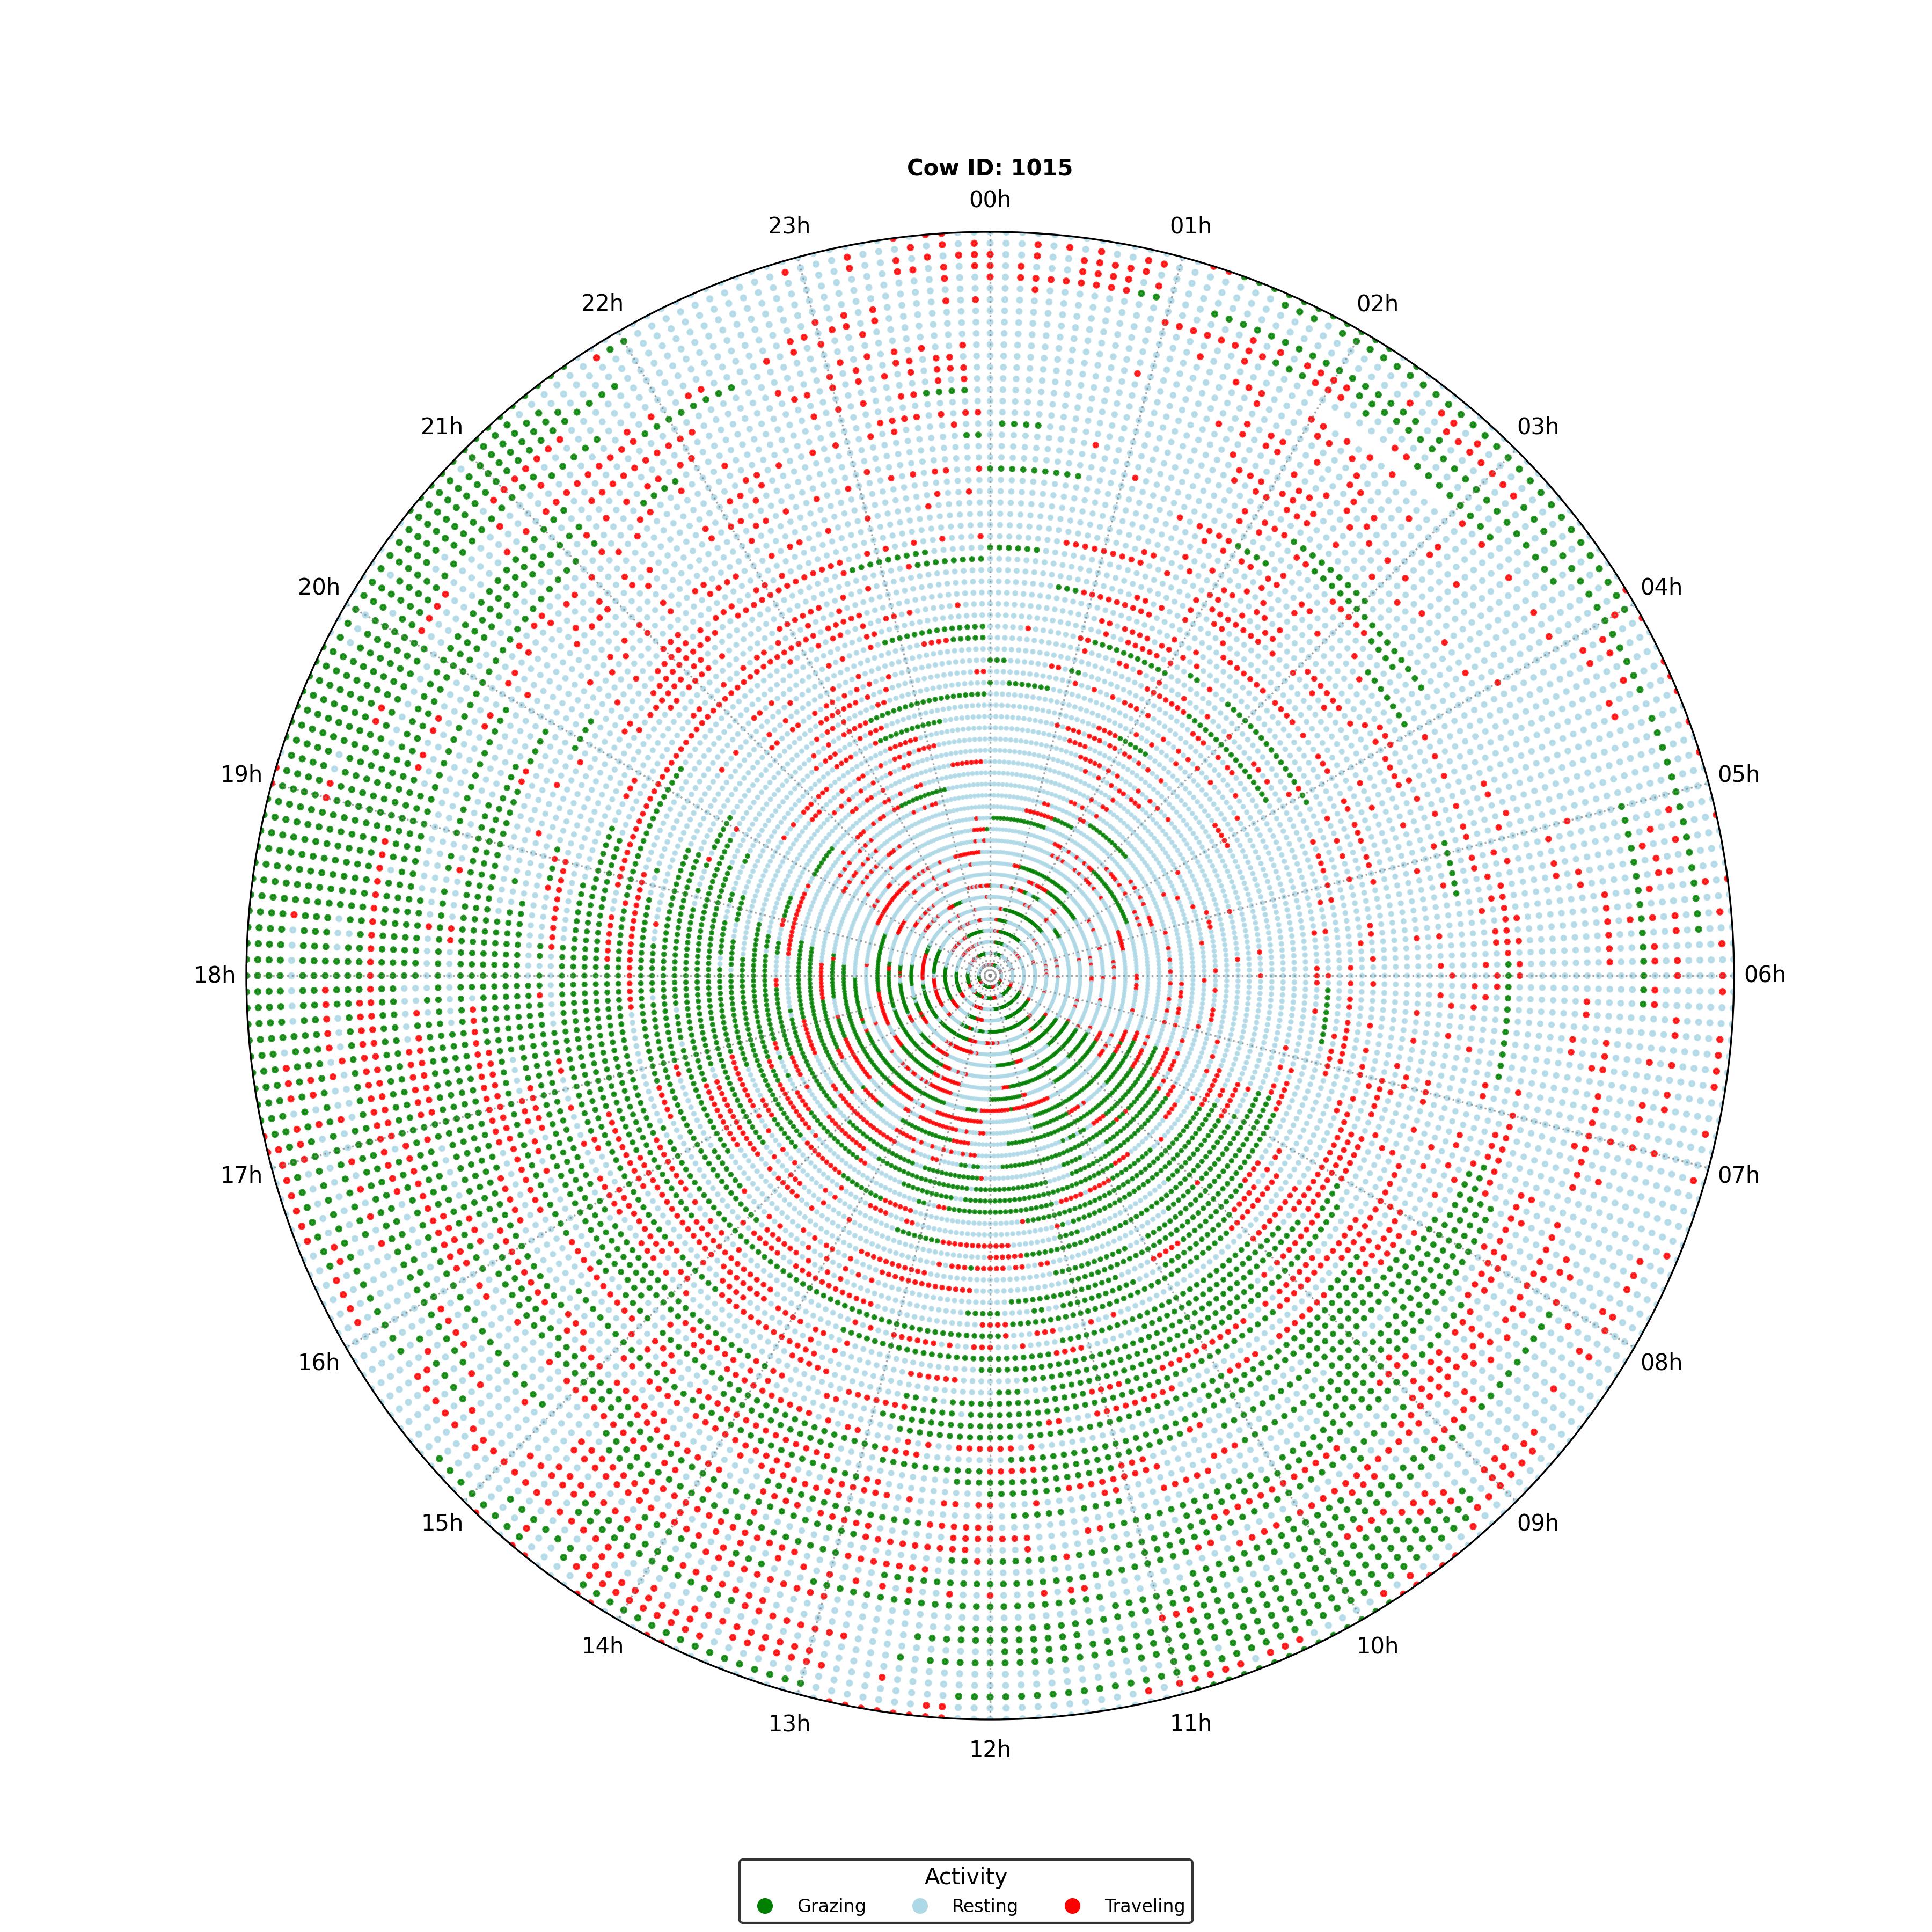 Cow ID: 1015
00h
23h
01h
22h
02h
21h
03h
20h
04h
19h
05h
18h
06h
17h
07h
16h
08h
15h
09h
14h
10h
13h
11h
12h
Activity
Grazing Resting Traveling